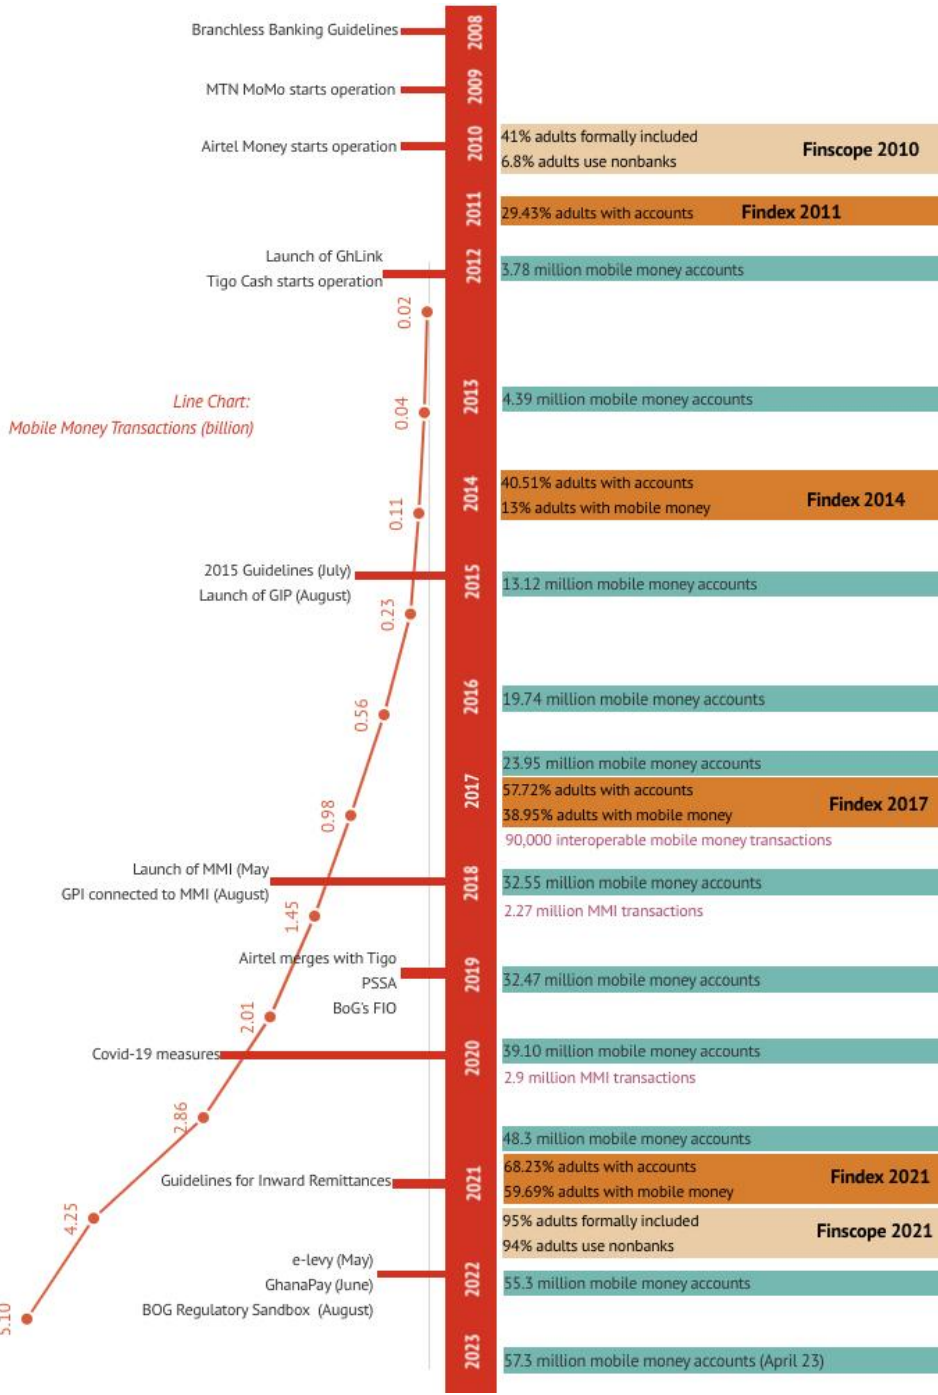 Branchless Banking Guidelines
2008
MTN MoMo starts operation
2009
Airtel Money starts operation
2010
41% adults formally included
6.8% adults use nonbanks
Finscope 2010
2011
29.43% adults with accounts
Findex 2011
Launch of GhLink
Tigo Cash starts operation
2012
3.78 million mobile money accounts
0.02
Line Chart:
Mobile Money Transactions (billion)
0.04
2013
4.39 million mobile money accounts
0.11
2014
40.51% adults with accounts
13% adults with mobile money
Findex 2014
2015 Guidelines (July)
Launch of GIP (August)
2015
13.12 million mobile money accounts
0.23
0.56
2016
19.74 million mobile money accounts
0.98
2017
23.95 million mobile money accounts
57.72% adults with accounts
38.95% adults with mobile money
Findex 2017
90,000 interoperable mobile money transactions
Launch of MMI (May
GPI connected to MMI (August)
2018
32.55 million mobile money accounts
2.27 million MMI transactions
1.45
Airtel merges with Tigo
PSSA
BoG's FIO
2019
32.47 million mobile money accounts
2.01
Covid-19 measures
2020
39.10 million mobile money accounts
2.9 million MMI transactions
2.86
48.3 million mobile money accounts
Guidelines for Inward Remittances
2021
68.23% adults with accounts
59.69% adults with mobile money
Findex 2021
4.25
95% adults formally included
94% adults use nonbanks
Finscope 2021
e-levy (May)
GhanaPay (June)
BOG Regulatory Sandbox (August)
2022
55.3 million mobile money accounts
5.10
2023
57.3 million mobile money accounts (April 23)